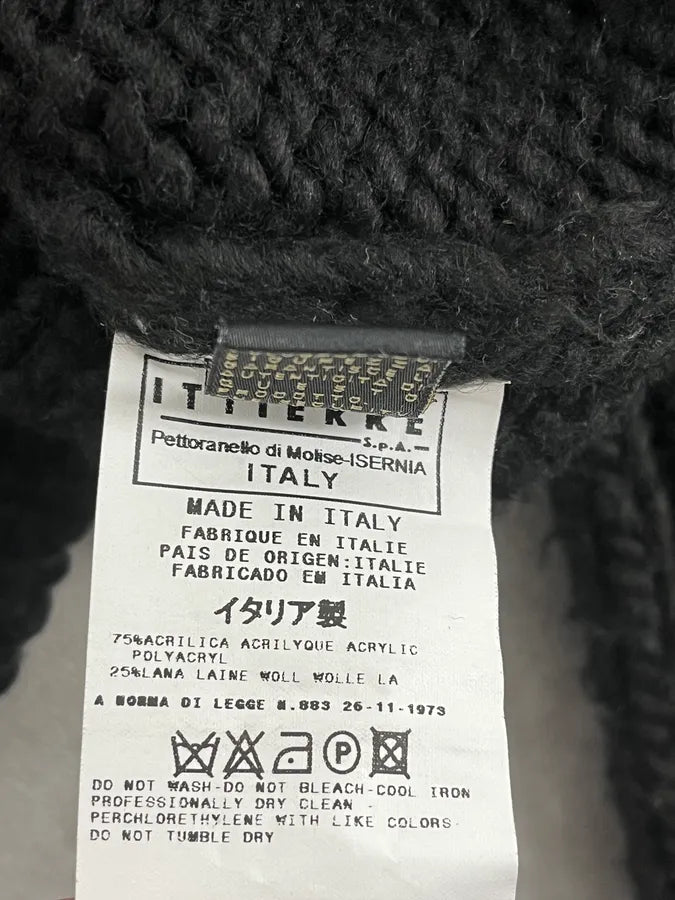 ITTIERRE
S.p.A.
Pettoranello di Molise-ISERNIA
ITALY
MADE IN ITALY
FABRIQUE EN ITALIE
PAIS DE ORIGEN:ITALIE
FABRICADO EM ITALIA
イタリア製
75%ACRILICA ACRILYQUE ACRYLIC
POLYACRYL
25%LANA LAINE WOLL WOLLE LA
A NORMA DI LEGGE N.883 26-11-1973
P
DO NOT WASH-DO NOT BLEACH-COOL IRON
PROFESSIONALLY DRY CLEAN -
PERCHLORETHYLENE WITH LIKE COLORS-
DO NOT TUMBLE DRY